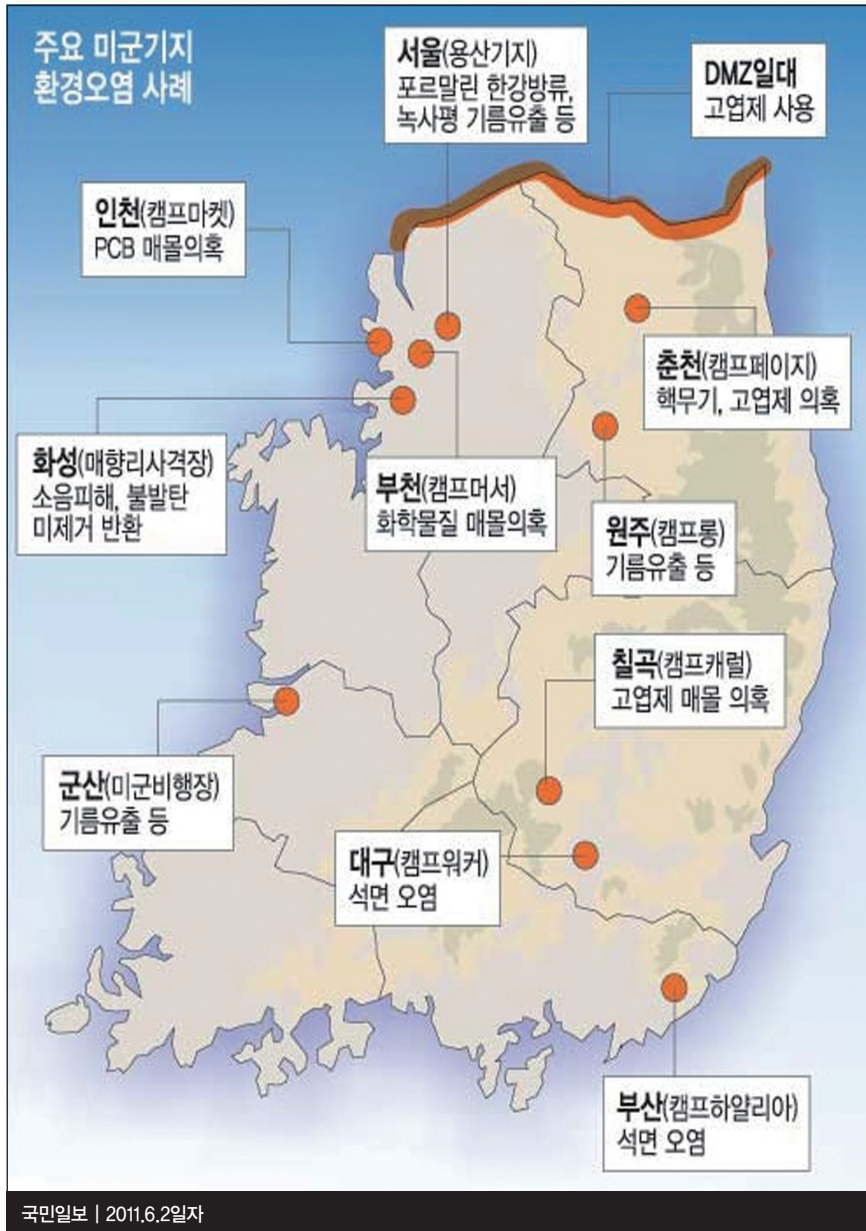 주요 미군기지
환경오염 사례
서울(용산기지)
포르말린 한강방류,
녹사평 기름유출 등
DMZ일대
고엽제 사용
인천(캠프마켓)
PCB 매몰의혹
춘천(캠프페이지)
핵무기, 고엽제 의혹
화성(매향리사격장)
소음피해, 불발탄
미제거 반환
부천(캠프머서)
화학물질 매몰의혹
원주(캠프롱)
기름유출 등
칠곡(캠프캐럴)
고엽제 매몰 의혹
군산(미군비행장)
기름유출 등
대구(캠프워커)
석면 오염
부산(캠프하얄리아)
석면 오염
국민일보 | 2011.6.2일자